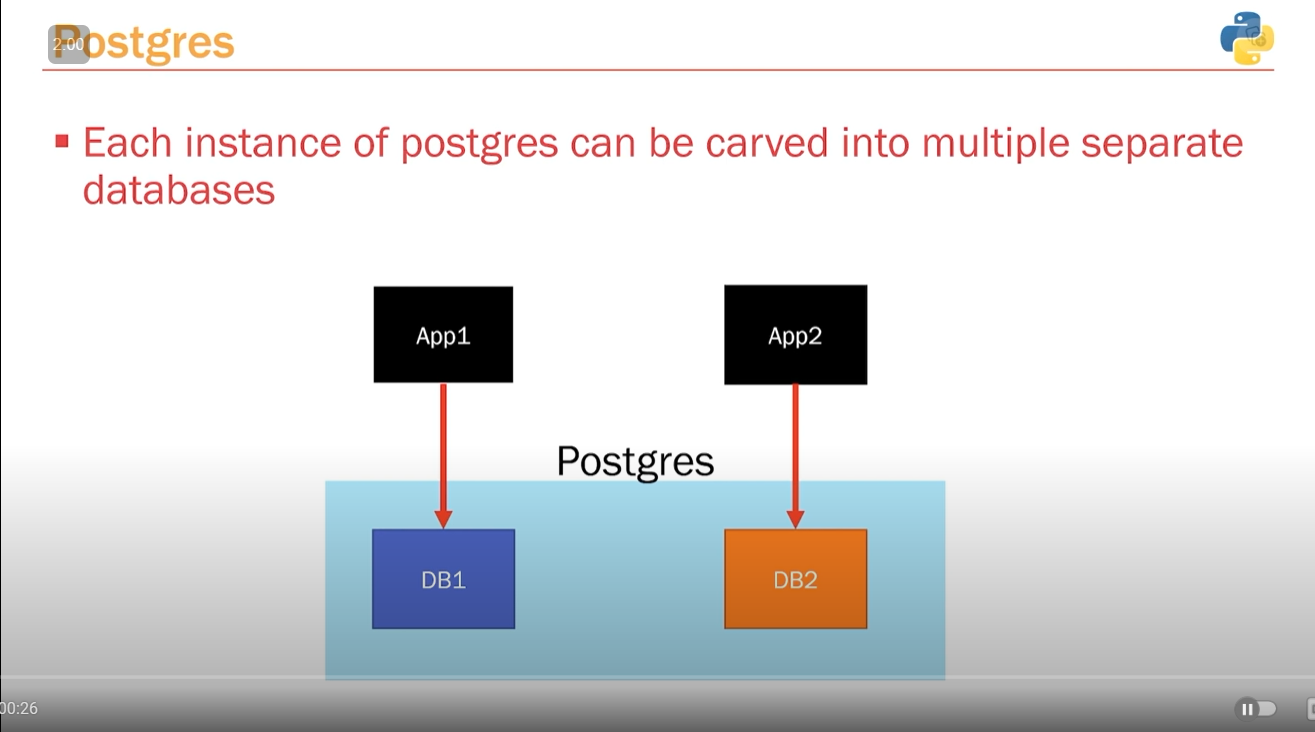 Postgres
2.00
Each instance of postgres can be carved into multiple separate
databases
App1
App2
Postgres
DB1
DB2
00:26